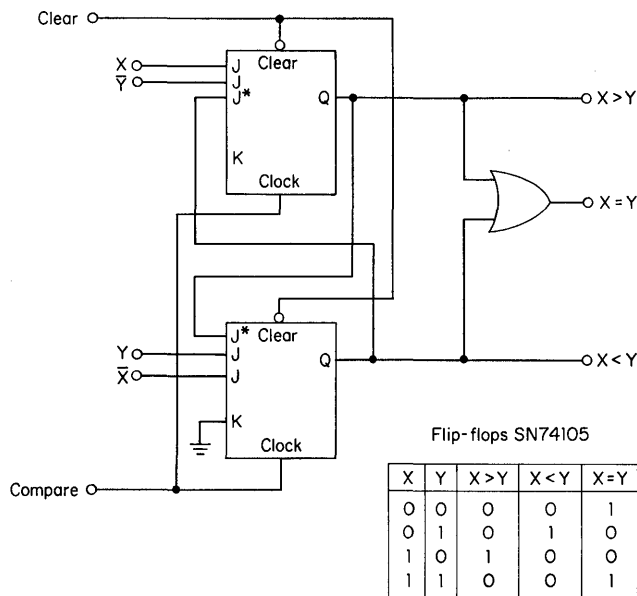 Clear
X
Y̅
J
J
J*
Clear
Q
K
Clock
X>Y
X=Y
J*
Clear
Y
X̅
J
J
Q
K
Clock
X<Y
Compare
Flip-flops SN74105
X Y X>Y X<Y X=Y
0 0 0 0 1
0 1 0 1 0
1 0 1 0 0
1 1 0 0 1